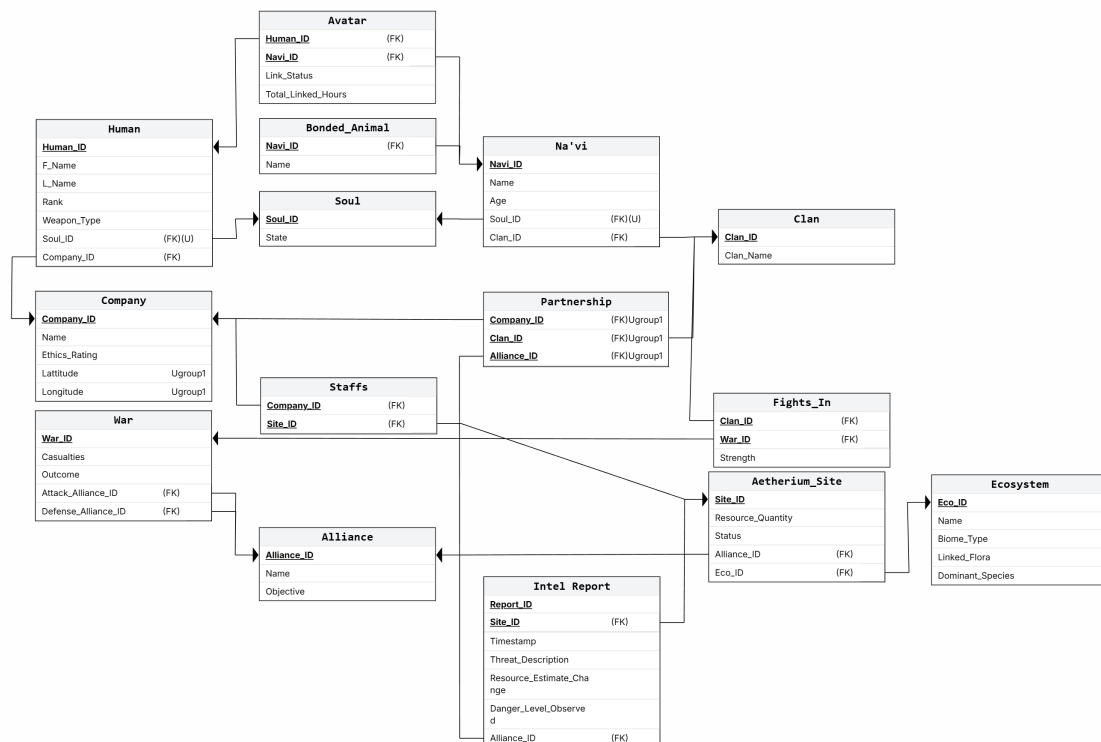 Avatar
Human_ID (FK)
Navi_ID (FK)
Link_Status
Total_Linked_Hours
Human
Human_ID
F_Name
L_Name
Rank
Weapon_Type
Soul_ID (FK)(U)
Company_ID (FK)
Bonded_Animal
Navi_ID (FK)
Name
Soul
Soul_ID
State
Na'vi
Navi_ID
Name
Age
Soul_ID (FK)(U)
Clan_ID (FK)
Clan
Clan_ID
Clan_Name
Company
Company_ID
Name
Ethics_Rating
Lattitude Ugroup1
Longitude Ugroup1
Partnership
Company_ID (FK)Ugroup1
Clan_ID (FK)Ugroup1
Alliance_ID (FK)Ugroup1
Staffs
Company_ID (FK)
Site_ID (FK)
Fights_In
Clan_ID (FK)
War_ID (FK)
Strength
War
War_ID
Casualties
Outcome
Attack_Alliance_ID (FK)
Defense_Alliance_ID (FK)
Aetherium_Site
Site_ID
Resource_Quantity
Status
Alliance_ID (FK)
Eco_ID (FK)
Ecosystem
Eco_ID
Name
Biome_Type
Linked_Flora
Dominant_Species
Alliance
Alliance_ID
Name
Objective
Intel Report
Report_ID
Site_ID (FK)
Timestamp
Threat_Description
Resource_Estimate_Cha
nge
Danger_Level_Observe
d
Alliance_ID (FK)